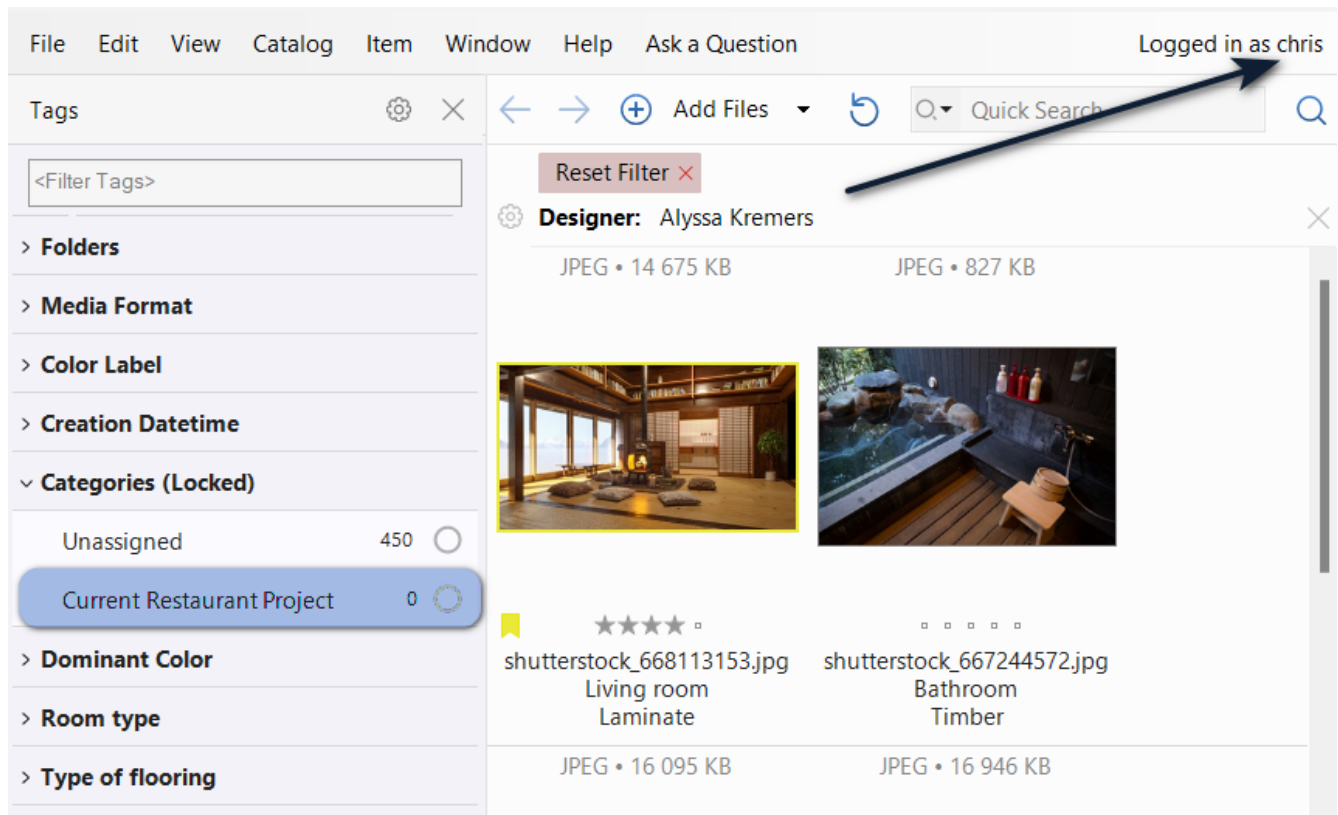 File Edit View Catalog Item Window Help Ask a Question Logged in as chris
Tags
Add Files
Quick Search
<Filter Tags>
Reset Filter ×
Designer: Alyssa Kremers
Folders
Media Format
Color Label
Creation Datetime
Categories (Locked)
Unassigned 450
Current Restaurant Project 0
Dominant Color
Room type
Type of flooring
JPEG • 14 675 KB
JPEG • 827 KB
shutterstock_668113153.jpg
Living room
Laminate
shutterstock_667244572.jpg
Bathroom
Timber
JPEG • 16 095 KB
JPEG • 16 946 KB